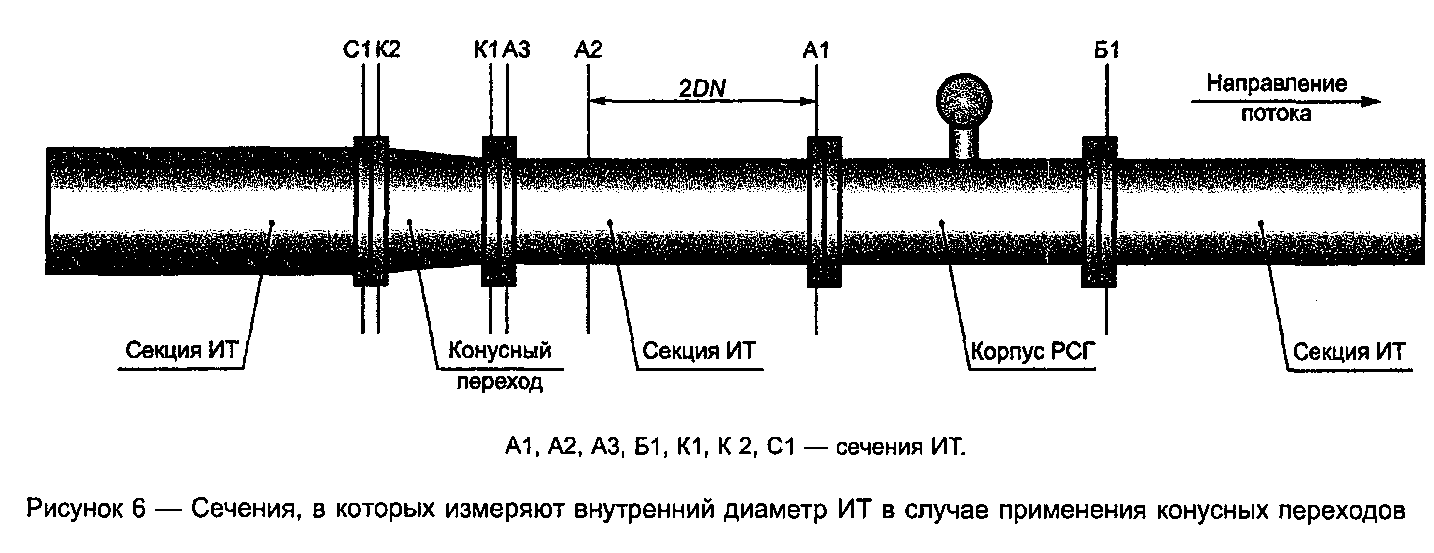 С1 К2 К1 А3 А2 А1 Б1
2DN
Направление
потока
Секция ИТ
Конусный
переход
Секция ИТ
Корпус РСГ
Секция ИТ
А1, А2, А3, Б1, К1, К 2, С1 — сечения ИТ.
Рисунок 6 — Сечения, в которых измеряют внутренний диаметр ИТ в случае применения конусных переходов